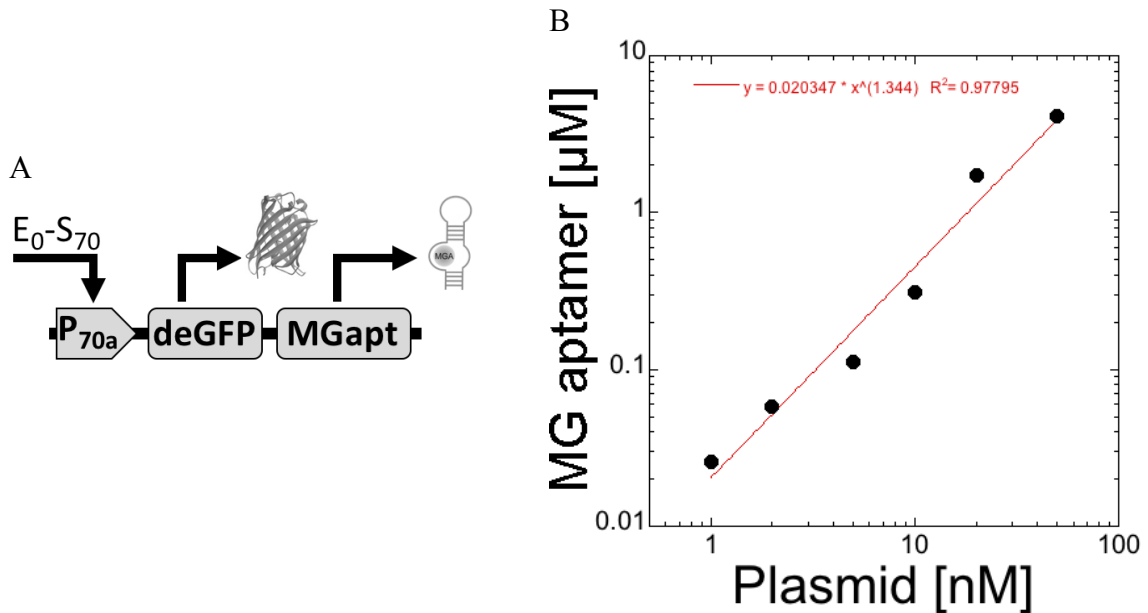 A
E₀-S₇₀
MGA
P₇₀ₐ
deGFP
MGapt
B
y = 0.020347 * x^(1.344) R²= 0.97795
MG aptamer [µM]
10
1
0.1
0.01
1
10
100
Plasmid [nM]